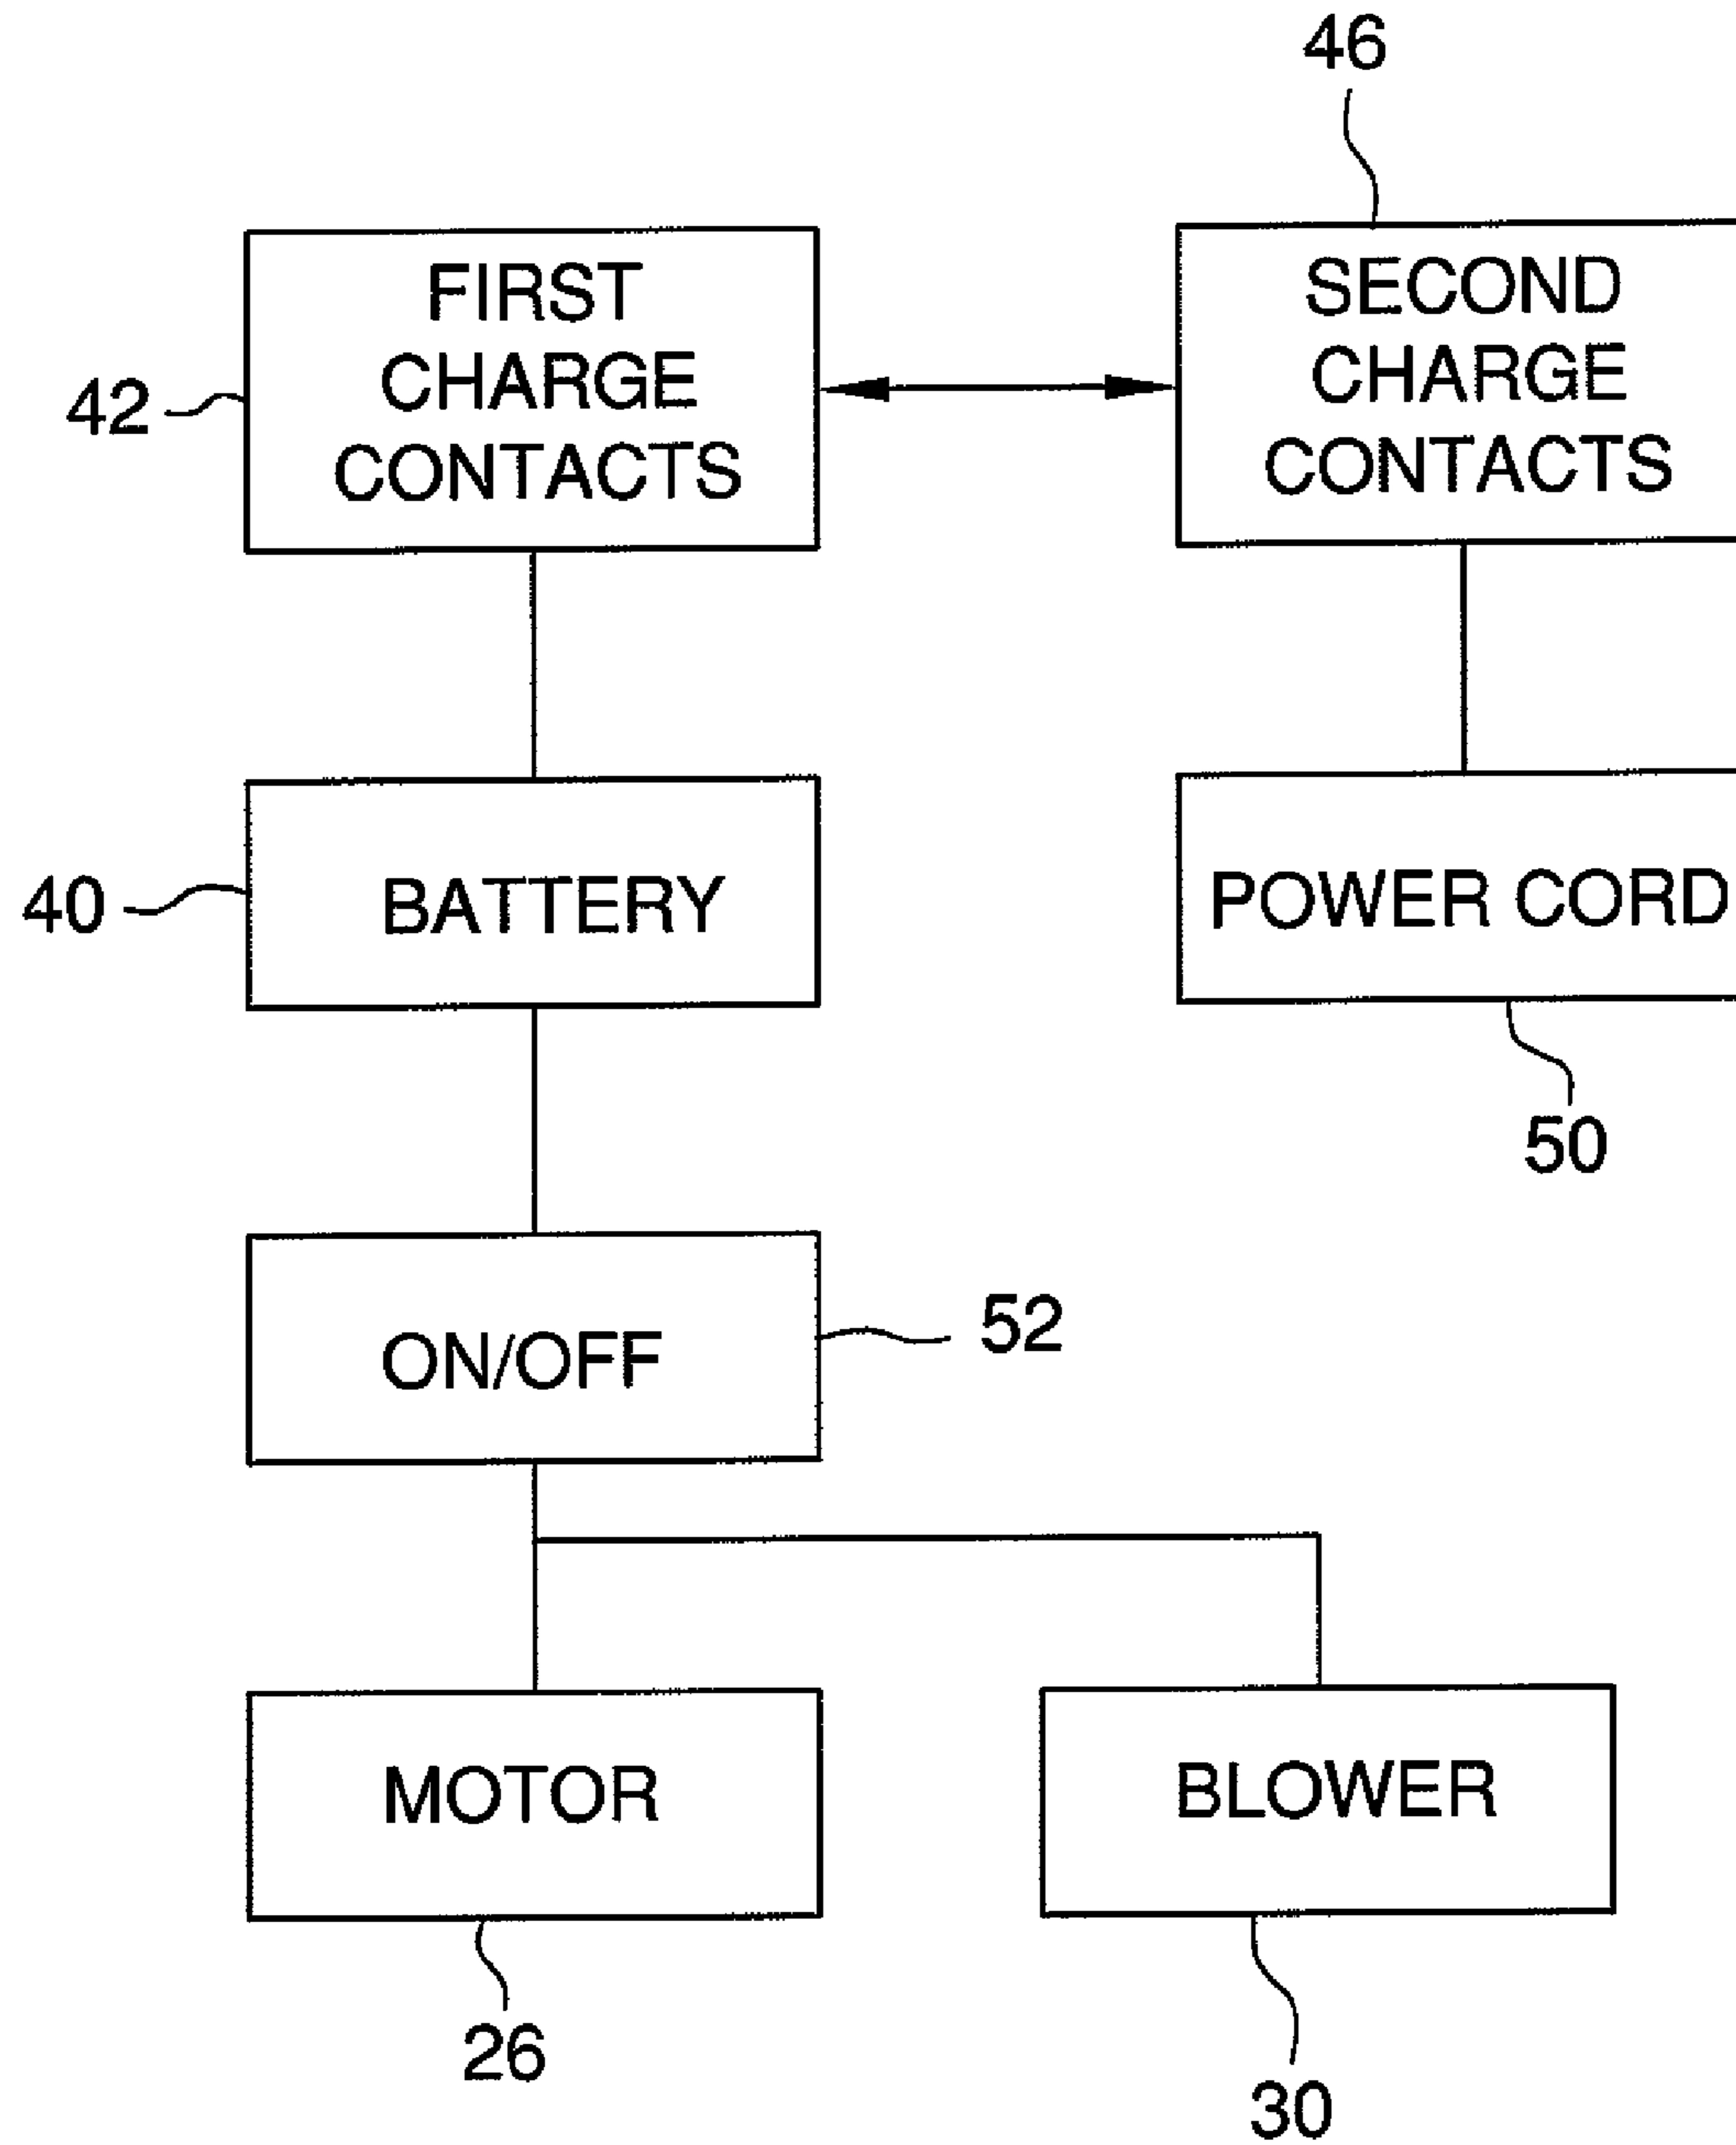 46
FIRST
CHARGE
CONTACTS
SECOND
CHARGE
CONTACTS
42
40
BATTERY
POWER CORD
50
ON/OFF
52
MOTOR
BLOWER
26
30